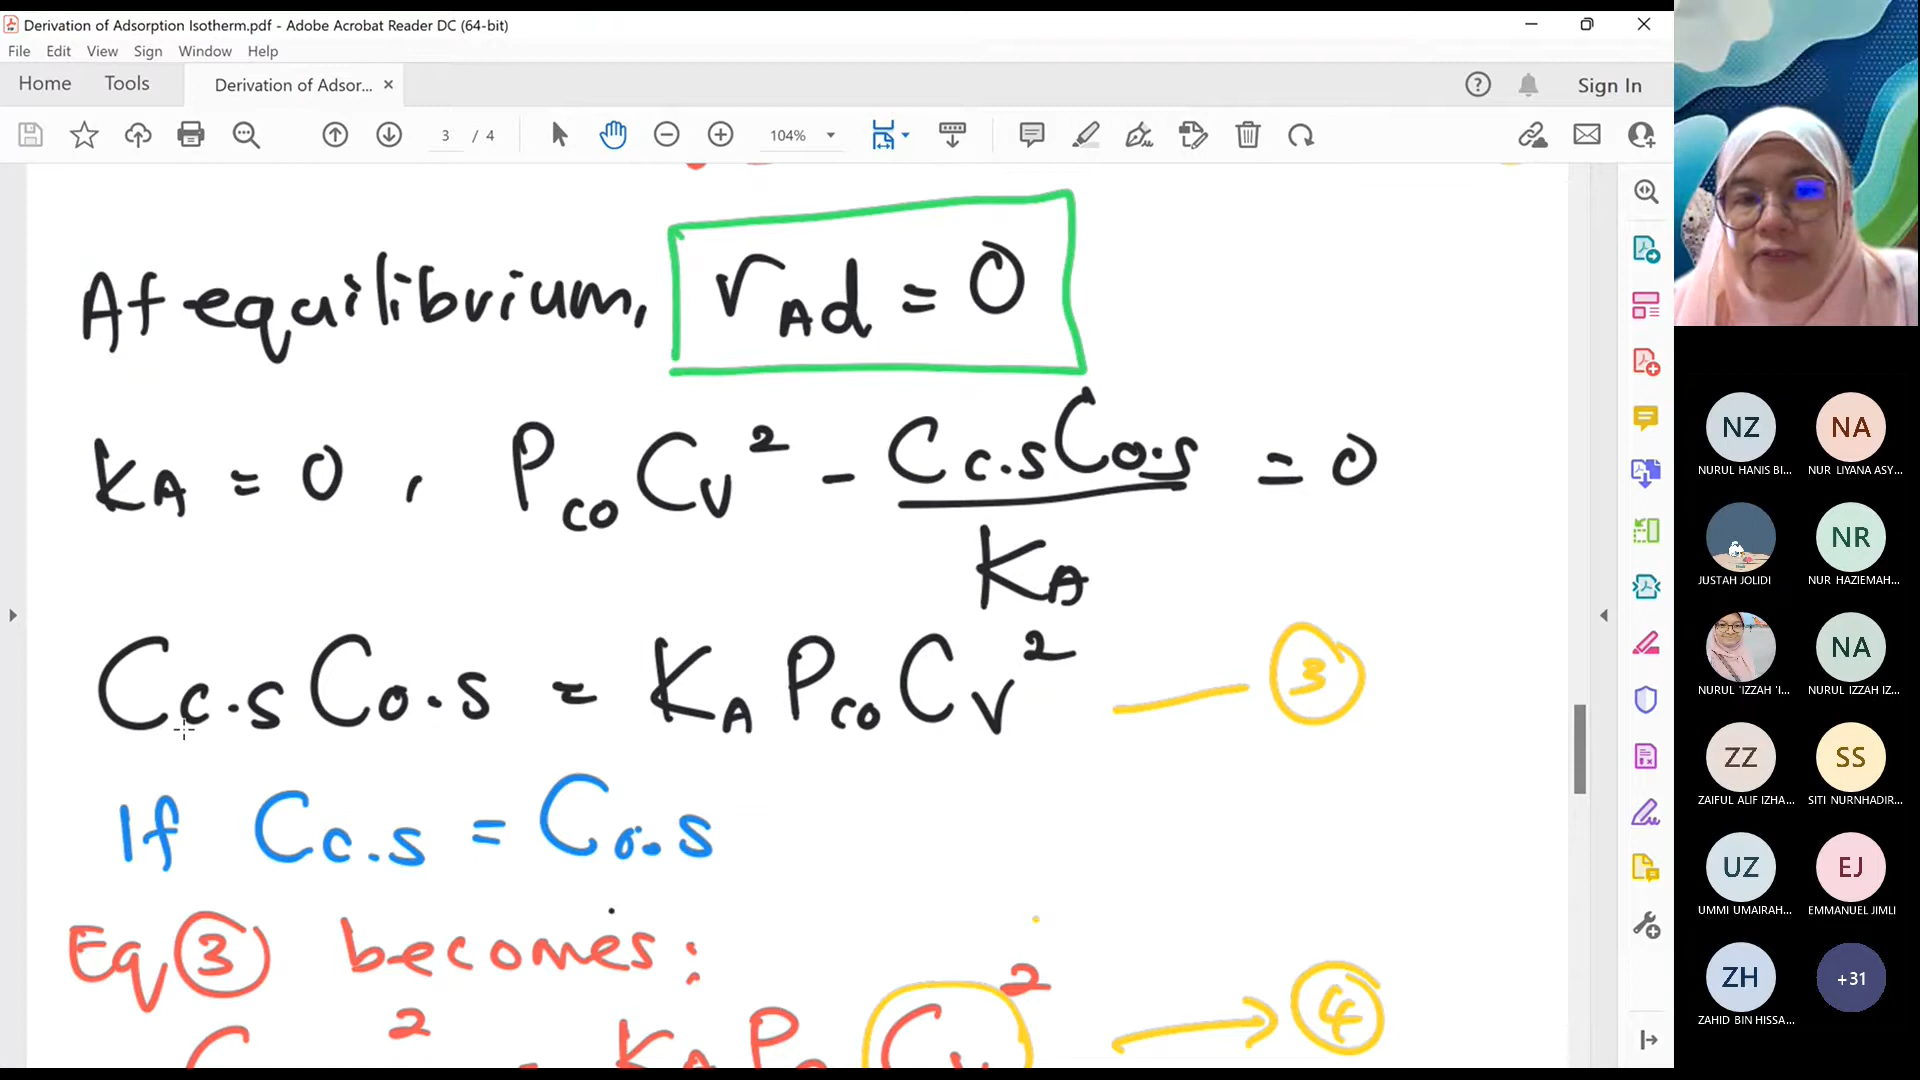 Derivation of Adsorption Isotherm.pdf - Adobe Acrobat Reader DC (64-bit)
File Edit View Sign Window Help
Home Tools Derivation of Adsor... × Sign In
3 / 4 104%
At equilibrium, rAd = 0
kA = 0, Pco Cv² - Cc.s Co.s / KA = 0
Cc.s Co.s = KA Pco Cv² — 3
If Cc.s = Co.s
Eq 3 becomes:
C ² = KA P Cv ² → 4
NZ NA
NURUL HANIS BI... NUR LIYANA ASY...
NR
JUSTAH JOLIDI NUR HAZIEMAH...
NA
NURUL 'IZZAH 'I... NURUL IZZAH IZ...
ZZ SS
ZAIFUL ALIF IZHA... SITI NURNHADIR...
UZ EJ
UMMI UMAIRAH... EMMANUEL JIMLI
ZH +31
ZAHID BIN HISSA...